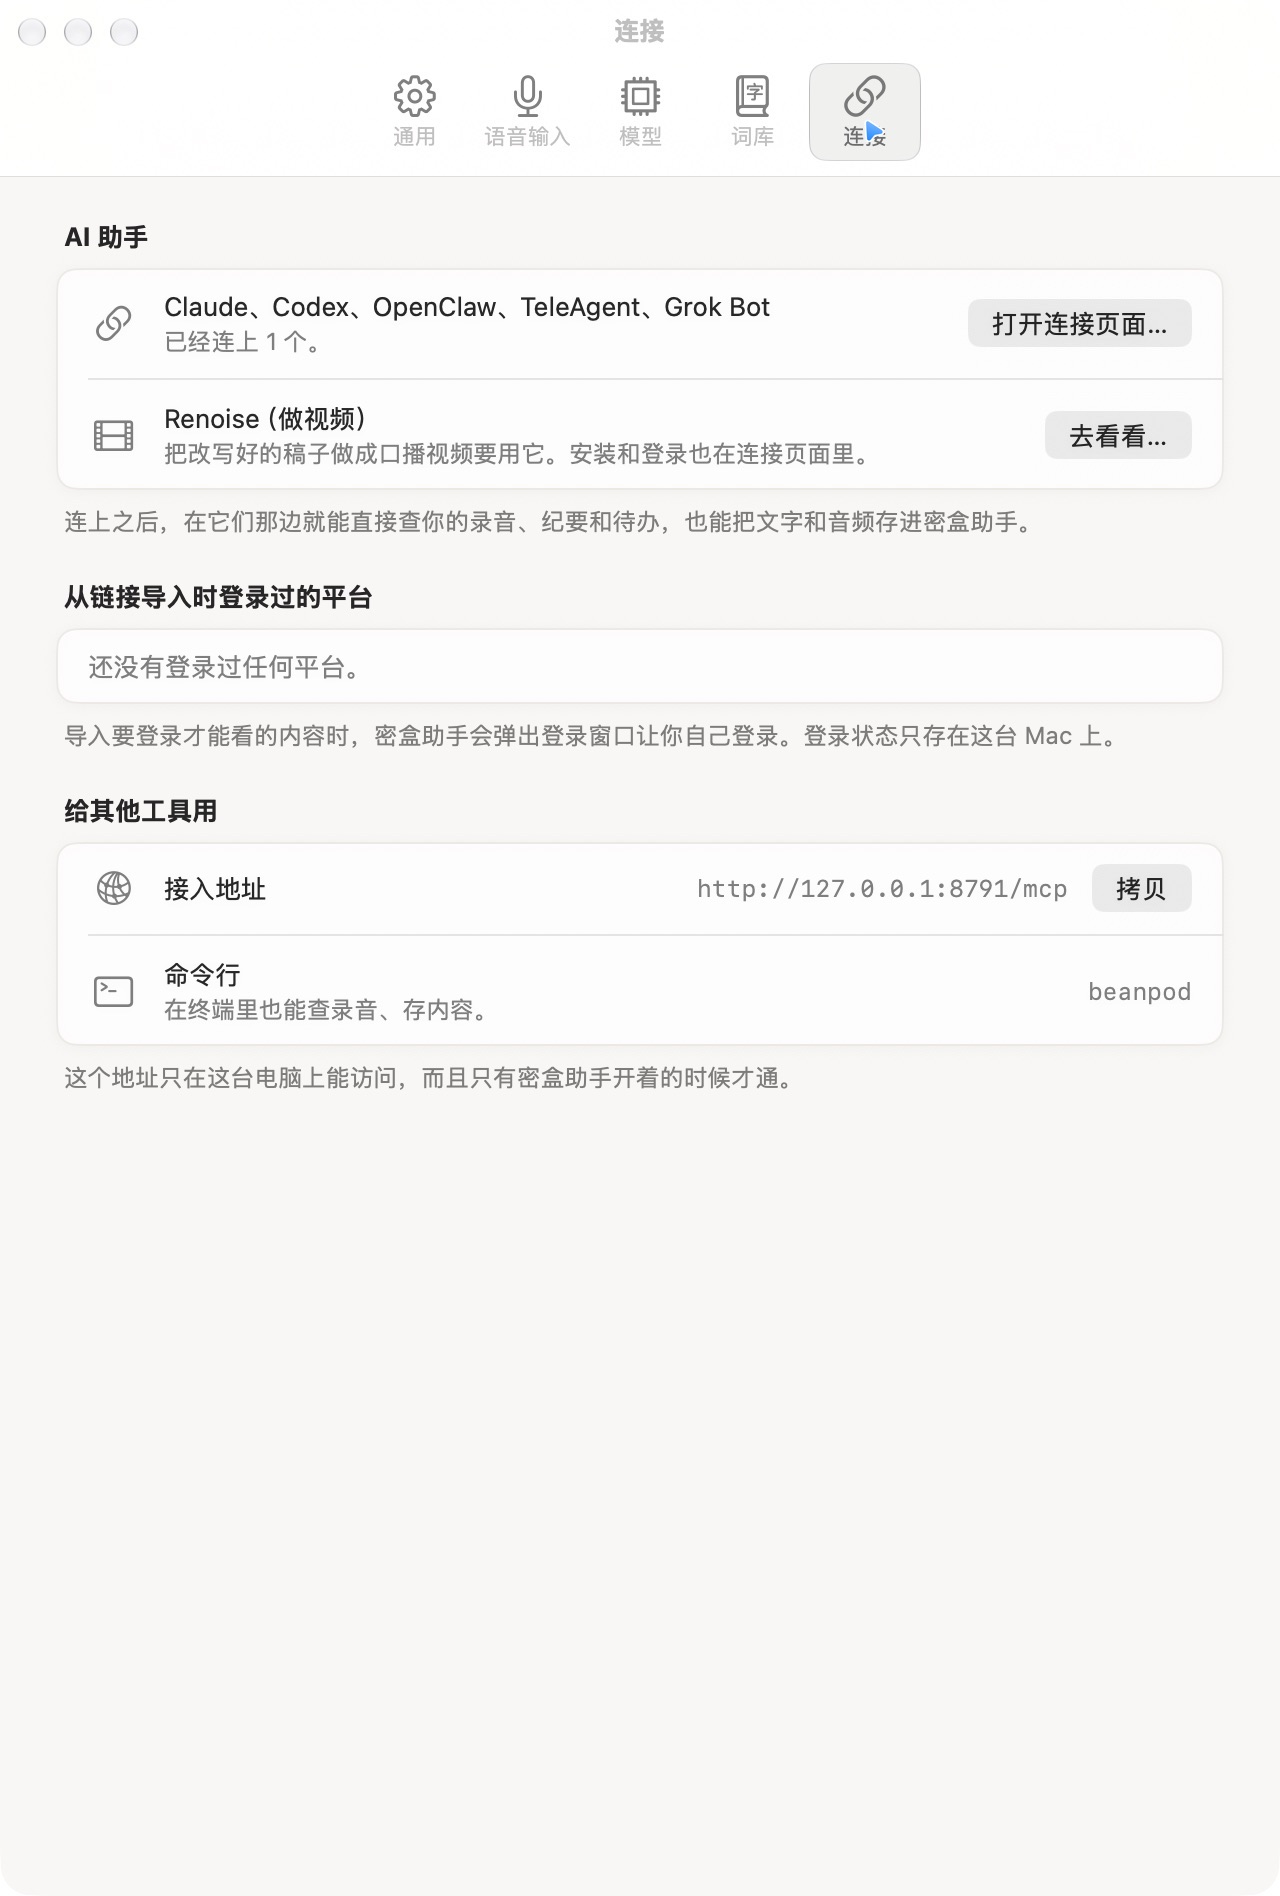 连接
通用
语音输入
模型
字
词库
连接
AI 助手
Claude、Codex、OpenClaw、TeleAgent、Grok Bot
已经连上 1 个。
打开连接页面...
Renoise (做视频)
把改写好的稿子做成口播视频要用它。安装和登录也在连接页面里。
去看看...
连上之后，在它们那边就能直接查你的录音、纪要和待办，也能把文字和音频存进密盒助手。
从链接导入时登录过的平台
还没有登录过任何平台。
导入要登录才能看的内容时，密盒助手会弹出登录窗口让你自己登录。登录状态只存在这台 Mac 上。
给其他工具用
接入地址
http://127.0.0.1:8791/mcp
拷贝
命令行
在终端里也能查录音、存内容。
beanpod
这个地址只在这台电脑上能访问，而且只有密盒助手开着的时候才通。